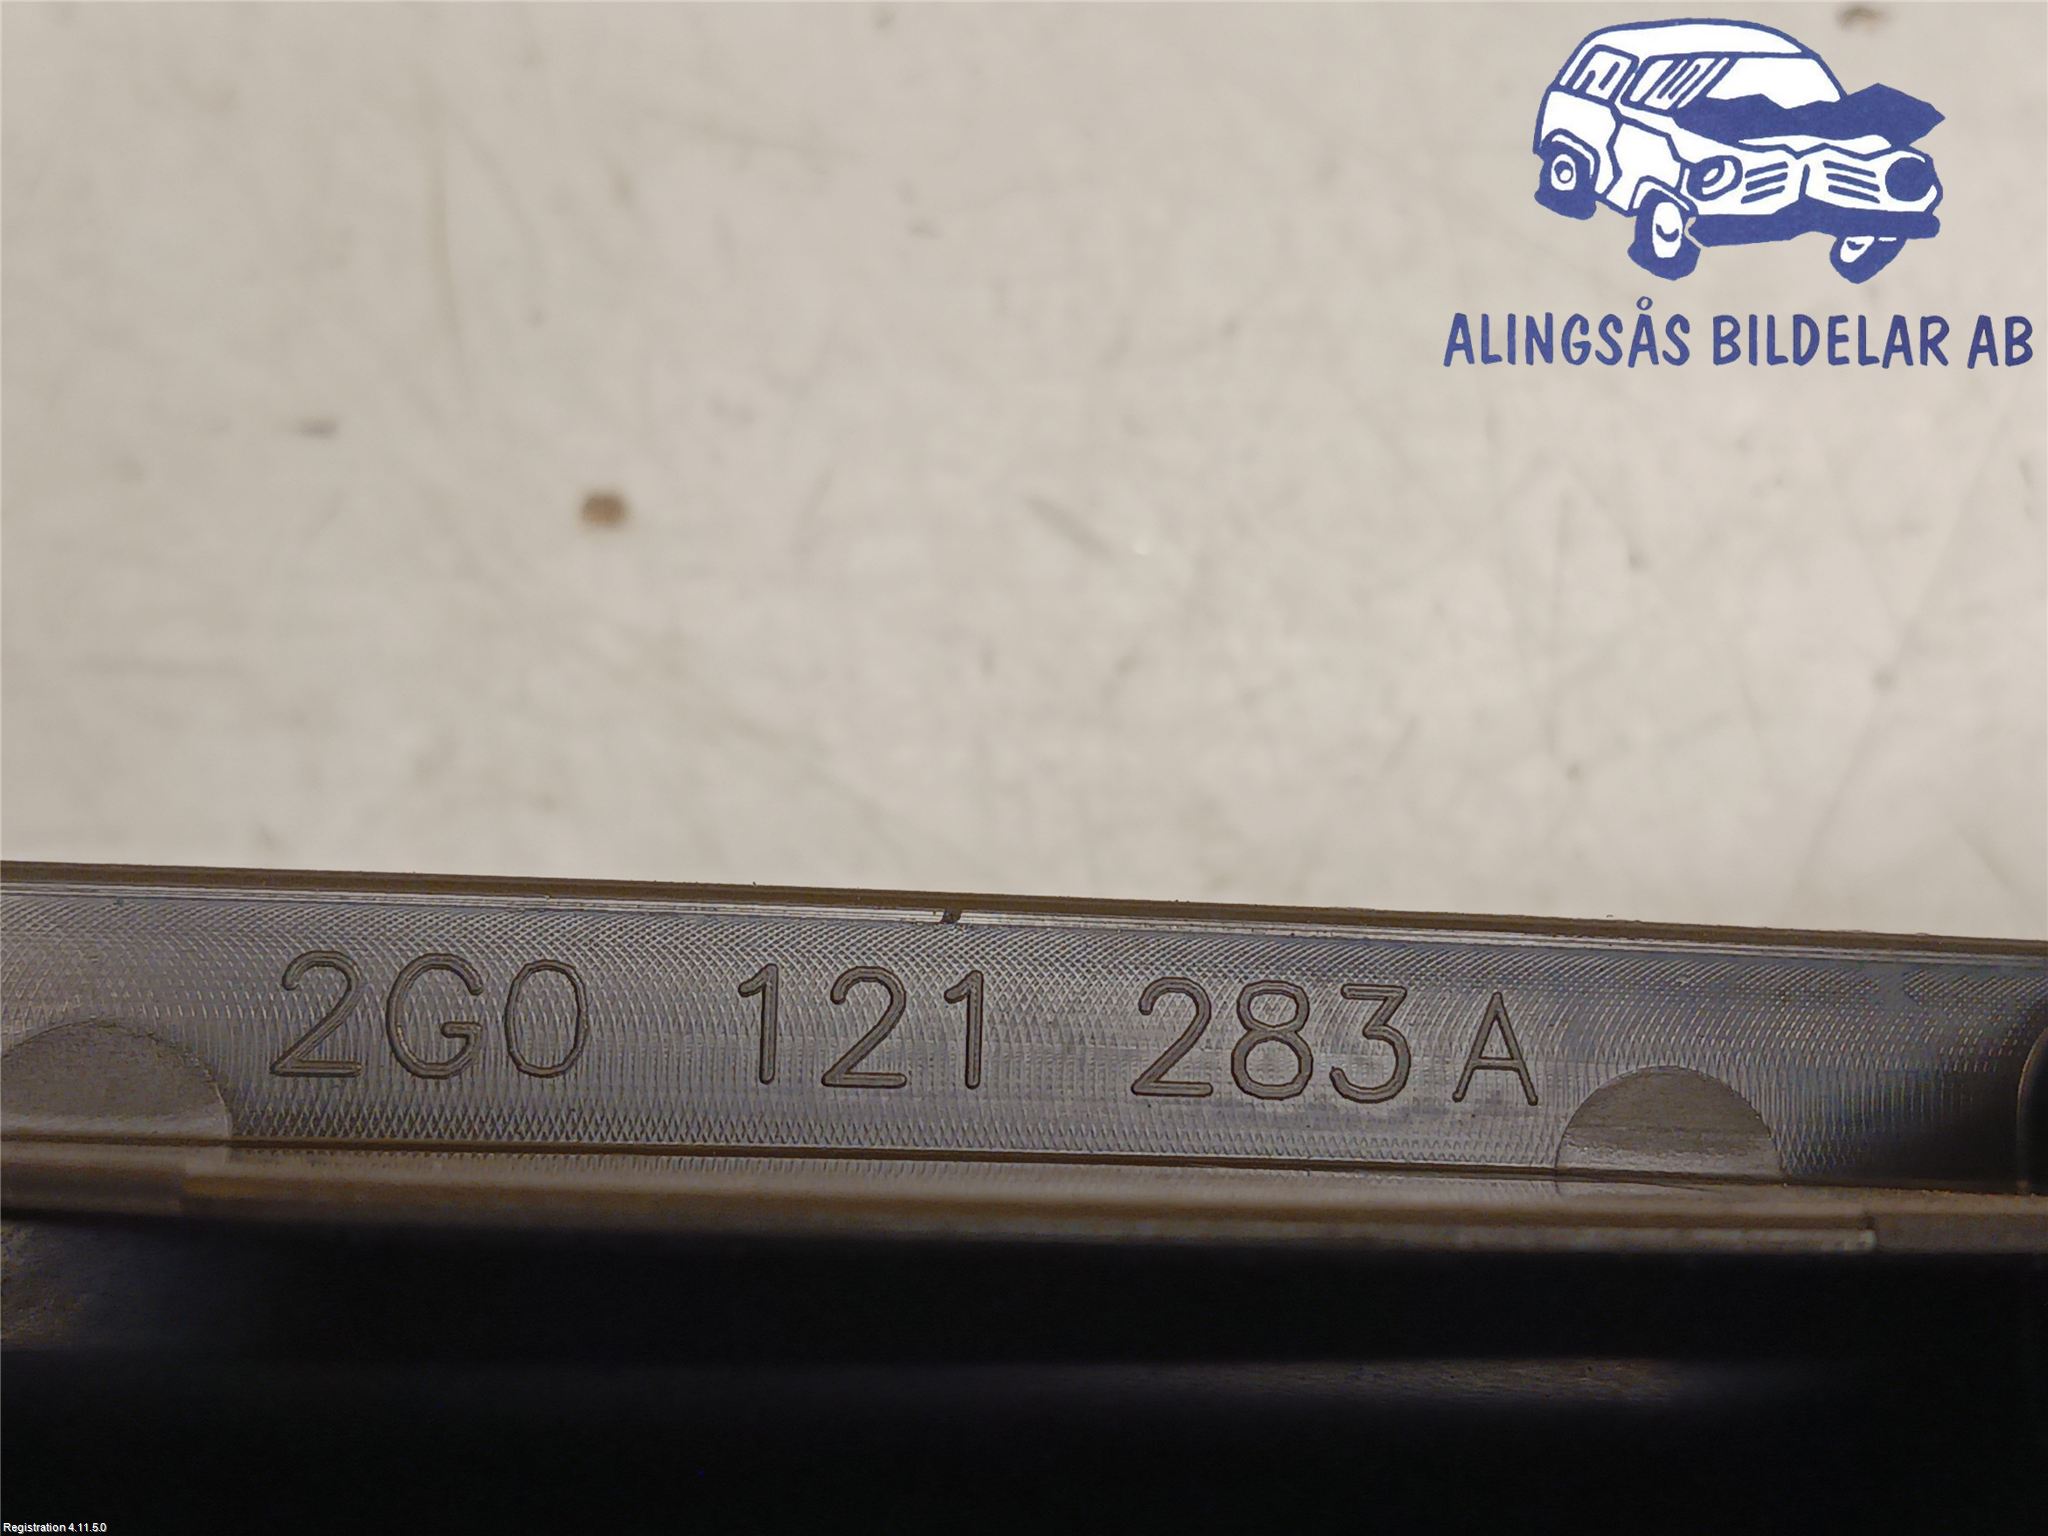 ALINGSÅS BILDELAR AB
2G0 121 283 A
Registration 4.11.5.0